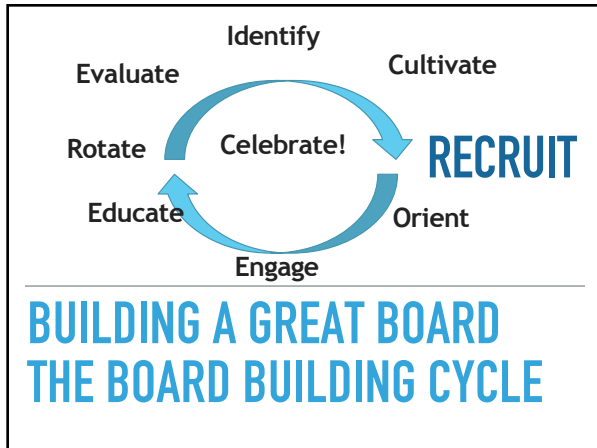 Identify
Evaluate
Cultivate
Rotate
Celebrate!
RECRUIT
Educate
Orient
Engage
BUILDING A GREAT BOARD
THE BOARD BUILDING CYCLE